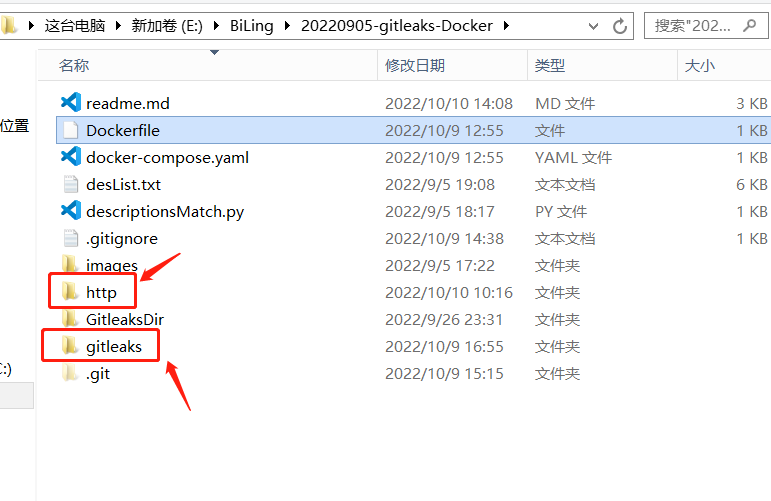 这台电脑 新加卷 (E:) BiLing 20220905-gitleaks-Docker 搜索"202...
名称 修改日期 类型 大小
readme.md 2022/10/10 14:08 MD 文件 3 KB
位置
Dockerfile 2022/10/9 12:55 文件 1 KB
docker-compose.yaml 2022/10/9 12:55 YAML 文件 1 KB
desList.txt 2022/9/5 19:08 文本文档 6 KB
descriptionsMatch.py 2022/9/5 18:17 PY 文件 1 KB
.gitignore 2022/10/9 14:38 文本文档 1 KB
images 2022/9/5 17:22 文件夹
http 2022/10/10 10:16 文件夹
GitleaksDir 2022/9/26 23:31 文件夹
gitleaks 2022/10/9 16:55 文件夹
C:)
.git 2022/10/9 15:15 文件夹